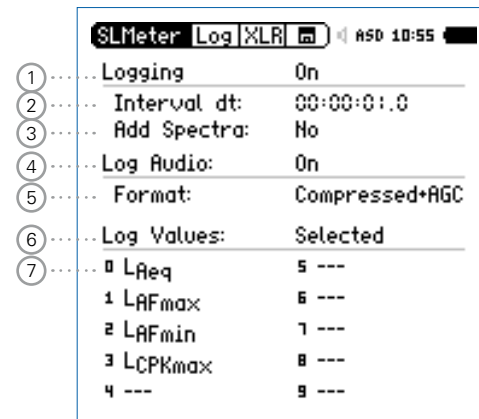 SLMeter Log XLR ASD 10:55
1 Logging On
2 Interval dt: 00:00:01.0
3 Add Spectra: No
4 Log Audio: On
5 Format: Compressed+AGC
6 Log Values: Selected
7 0 LAeq 5 ---
1 LAFmax 6 ---
2 LAFmin 7 ---
3 LCPKmax 8 ---
4 --- 9 ---